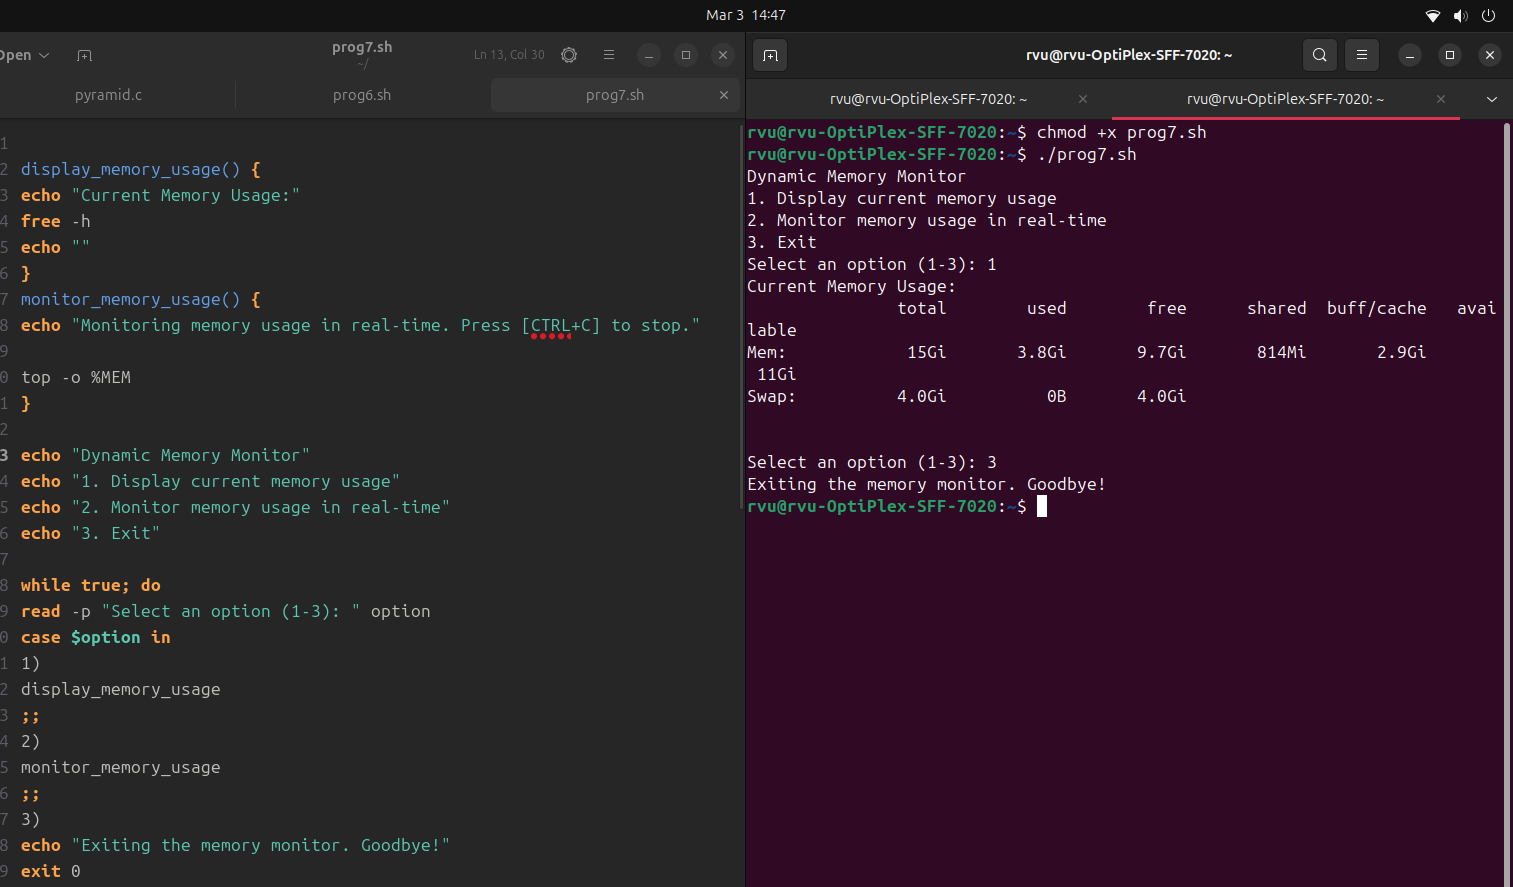 Mar 3 14:47
Open
prog7.sh
~/
Ln 13, Col 30
pyramid.c
prog6.sh
prog7.sh
1
2 display_memory_usage() {
3 echo "Current Memory Usage:"
4 free -h
5 echo ""
6 }
7 monitor_memory_usage() {
8 echo "Monitoring memory usage in real-time. Press [CTRL+C] to stop."
9
0 top -o %MEM
1 }
2
3 echo "Dynamic Memory Monitor"
4 echo "1. Display current memory usage"
5 echo "2. Monitor memory usage in real-time"
6 echo "3. Exit"
7
8 while true; do
9 read -p "Select an option (1-3): " option
0 case $option in
1 1)
2 display_memory_usage
3 ;;
4 2)
5 monitor_memory_usage
6 ;;
7 3)
8 echo "Exiting the memory monitor. Goodbye!"
9 exit 0
rvu@rvu-OptiPlex-SFF-7020: ~
rvu@rvu-OptiPlex-SFF-7020: ~
rvu@rvu-OptiPlex-SFF-7020: ~
rvu@rvu-OptiPlex-SFF-7020:~$ chmod +x prog7.sh
rvu@rvu-OptiPlex-SFF-7020:~$ ./prog7.sh
Dynamic Memory Monitor
1. Display current memory usage
2. Monitor memory usage in real-time
3. Exit
Select an option (1-3): 1
Current Memory Usage:
total used free shared buff/cache avai
lable
Mem: 15Gi 3.8Gi 9.7Gi 814Mi 2.9Gi
11Gi
Swap: 4.0Gi 0B 4.0Gi
Select an option (1-3): 3
Exiting the memory monitor. Goodbye!
rvu@rvu-OptiPlex-SFF-7020:~$